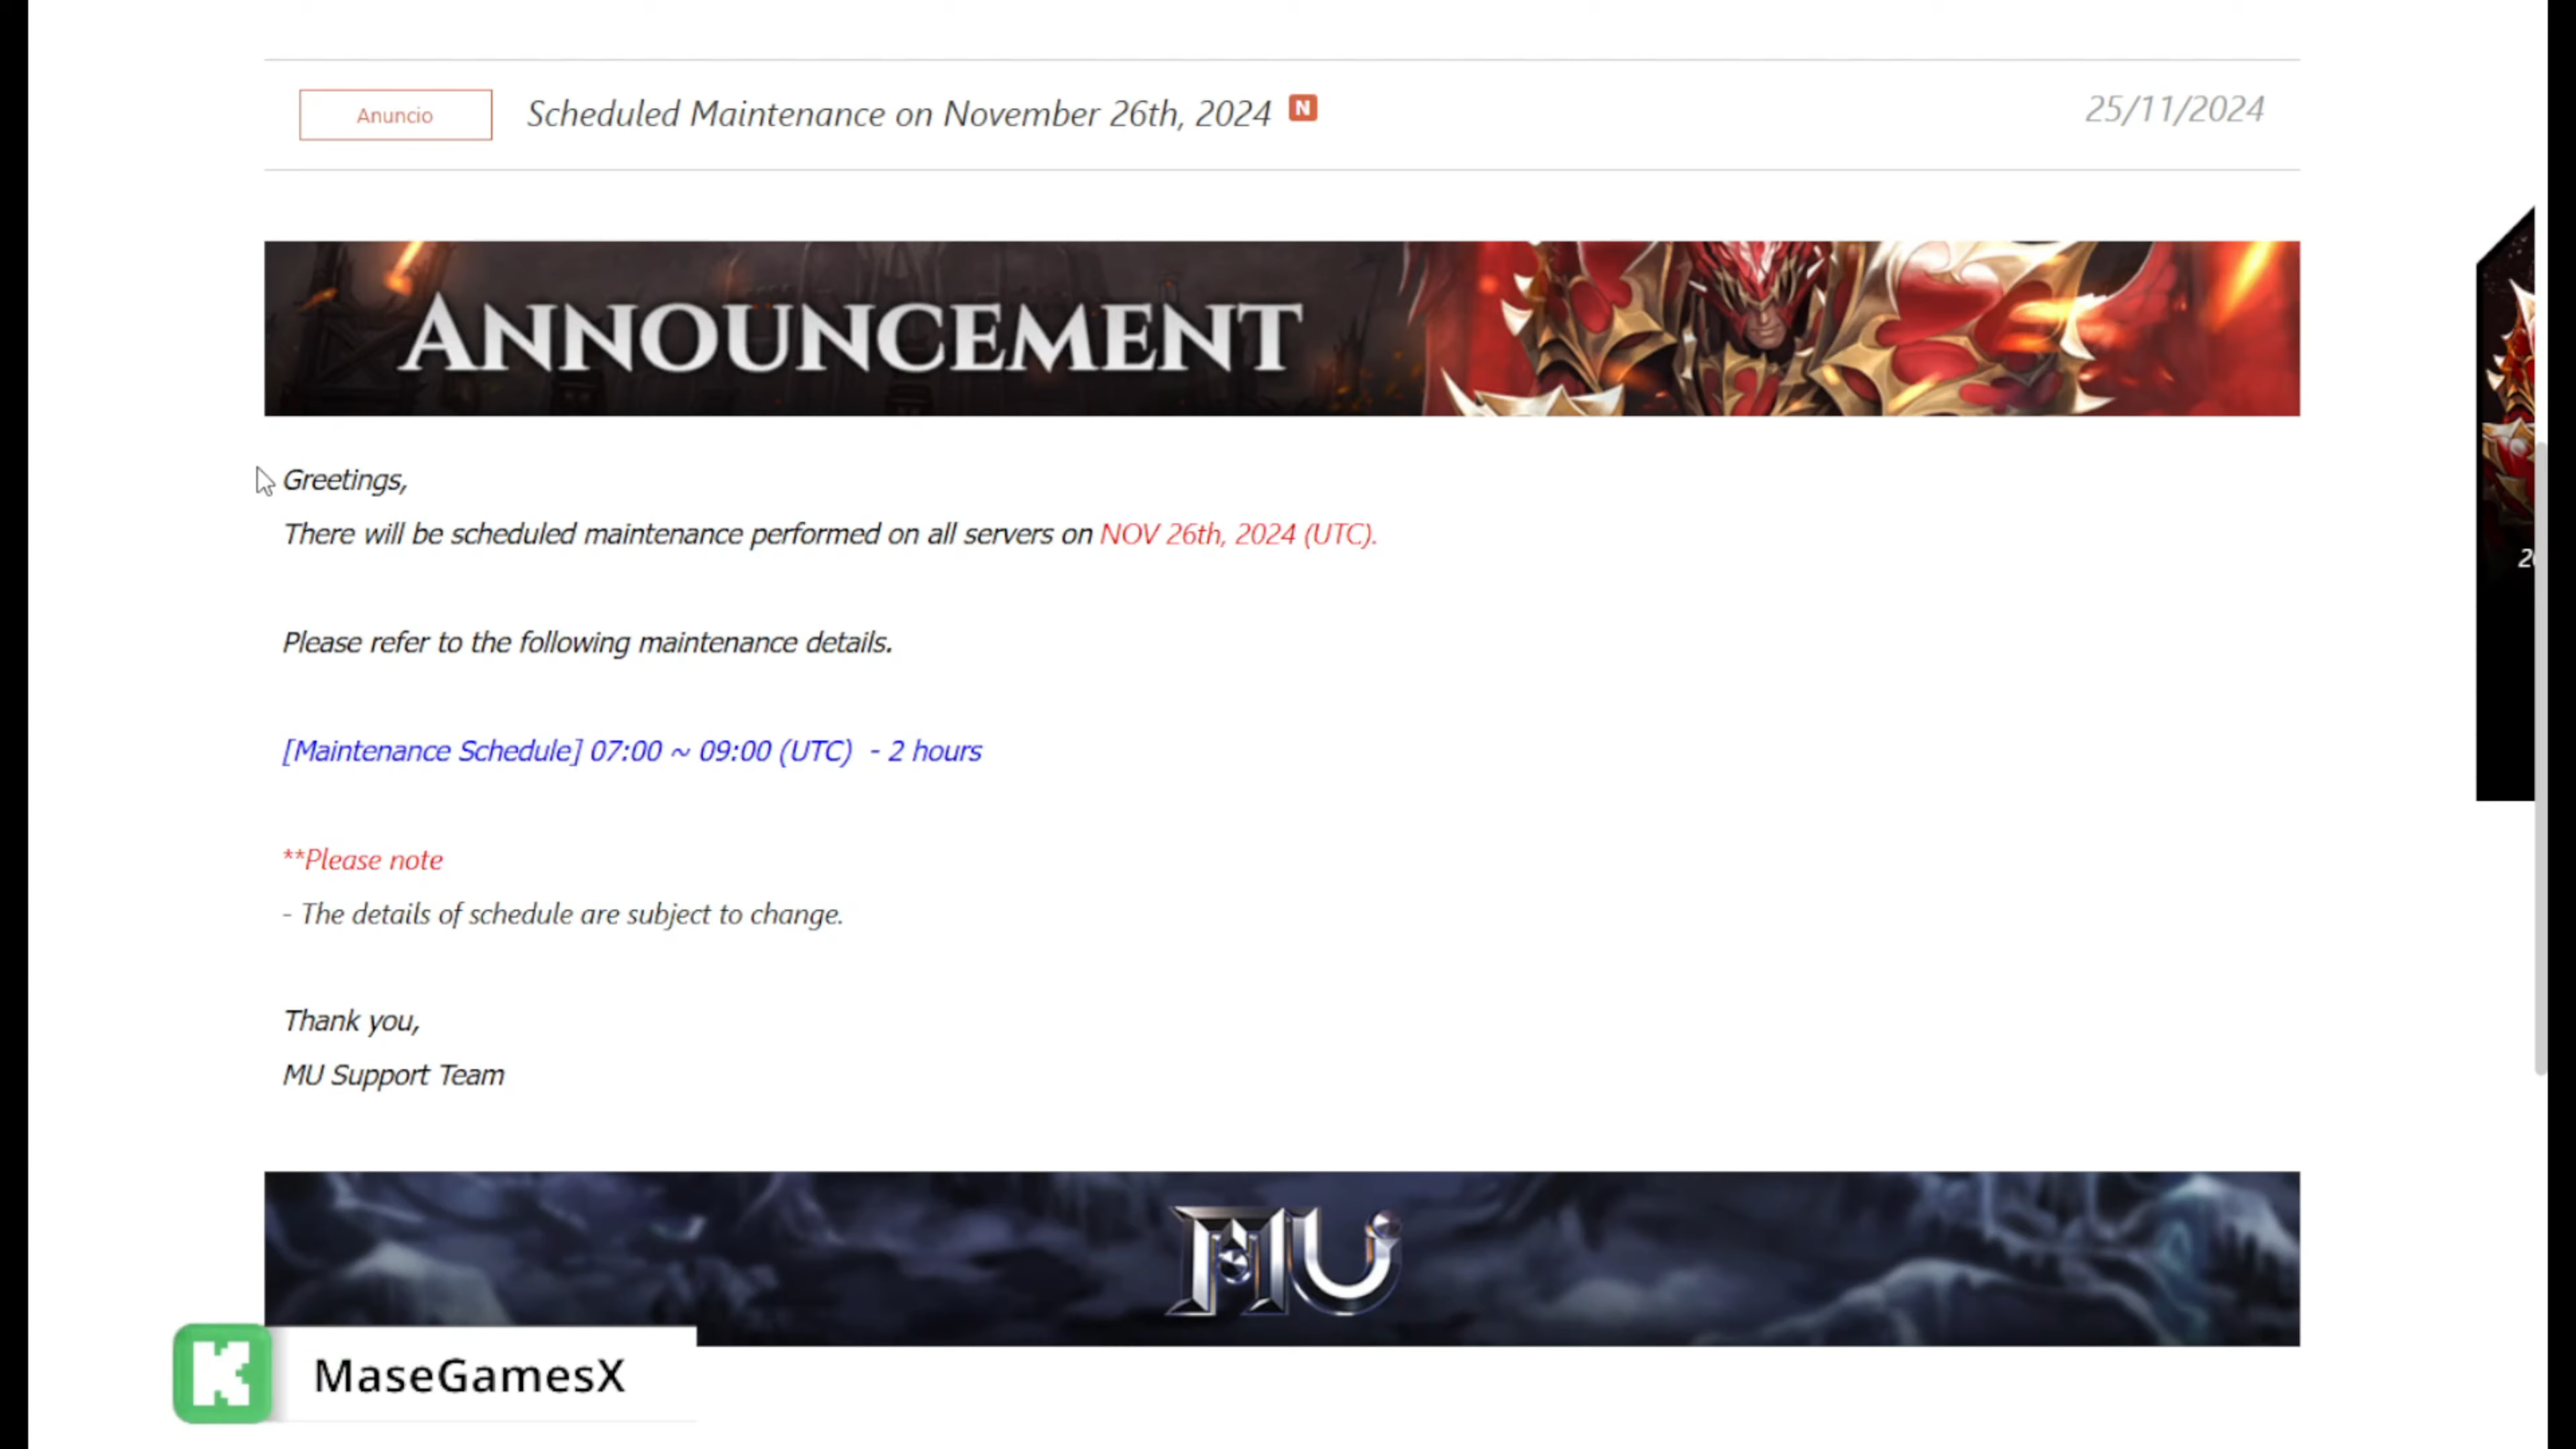 Anuncio
Scheduled Maintenance on November 26th, 2024 N
25/11/2024
ANNOUNCEMENT
Greetings,
There will be scheduled maintenance performed on all servers on NOV 26th, 2024 (UTC).
Please refer to the following maintenance details.
[Maintenance Schedule] 07:00 ~ 09:00 (UTC)  - 2 hours
**Please note
- The details of schedule are subject to change.
Thank you,
MU Support Team
MU
K MaseGamesX